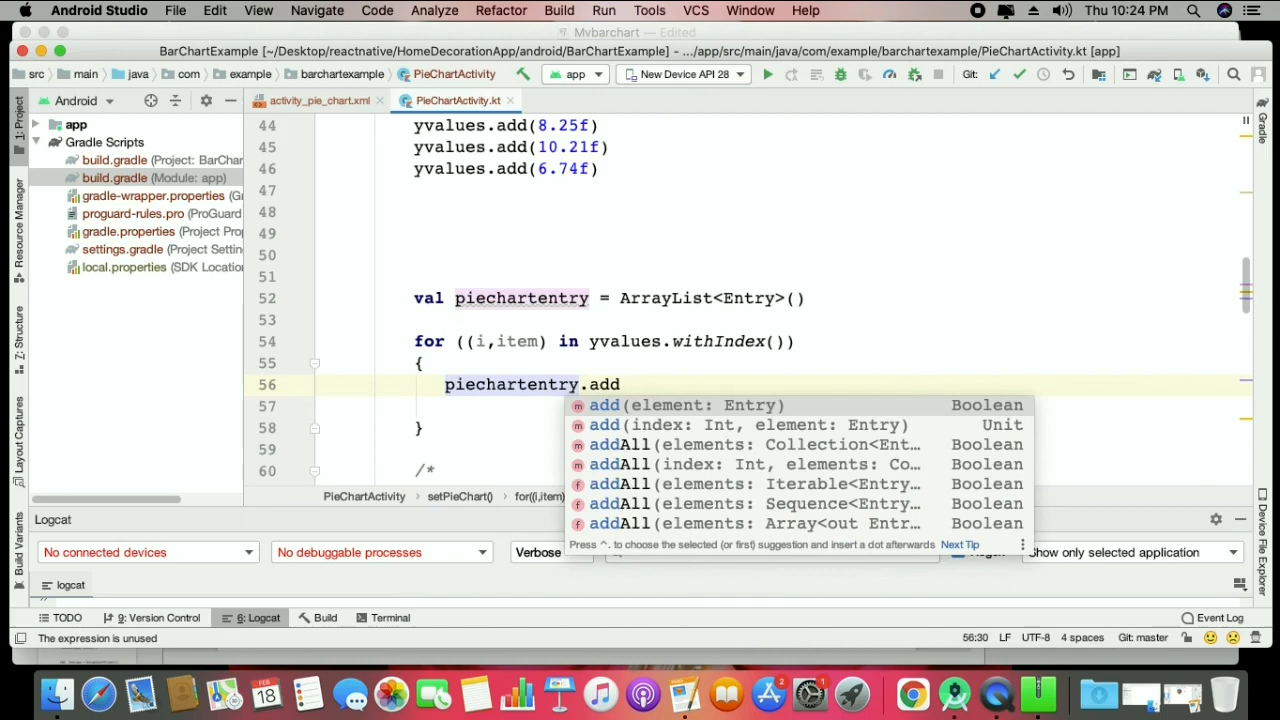 Android Studio File Edit View Navigate Code Analyze Refactor Build Run Tools VCS Window Help Thu 10:24 PM
Mvbarchart — Edited
BarChartExample [~/Desktop/reactnative/HomeDecorationApp/android/BarChartExample] - .../app/src/main/java/com/example/barchartexample/PieChartActivity.kt [app]
src main java com example barchartexample PieChartActivity app New Device API 28 Git:
Android activity_pie_chart.xml PieChartActivity.kt
1: Project
Resource Manager
7: Structure
Layout Captures
Build Variants
app
Gradle Scripts
build.gradle (Project: BarChar
build.gradle (Module: app)
gradle-wrapper.properties (Gr
proguard-rules.pro (ProGuard
gradle.properties (Project Prop
settings.gradle (Project Settin
local.properties (SDK Location
44 yvalues.add(8.25f)
45 yvalues.add(10.21f)
46 yvalues.add(6.74f)
47
48
49
50
51
52 val piechartentry = ArrayList<Entry>()
53
54 for ((i,item) in yvalues.withIndex())
55 {
56 piechartentry.add
57
58 }
59
60 /*
add(element: Entry) Boolean
add(index: Int, element: Entry) Unit
addAll(elements: Collection<Ent... Boolean
addAll(index: Int, elements: Co... Boolean
addAll(elements: Iterable<Entry... Boolean
addAll(elements: Sequence<Entry... Boolean
addAll(elements: Array<out Entr... Boolean
Press ^. to choose the selected (or first) suggestion and insert a dot afterwards Next Tip
PieChartActivity setPieChart() for((i,item)
Gradle
Device File Explorer
Logcat
No connected devices No debuggable processes Verbose Show only selected application
logcat
TODO 9: Version Control 6: Logcat Build Terminal Event Log
The expression is unused 56:30 LF UTF-8 4 spaces Git: master
FEB
18
2
1